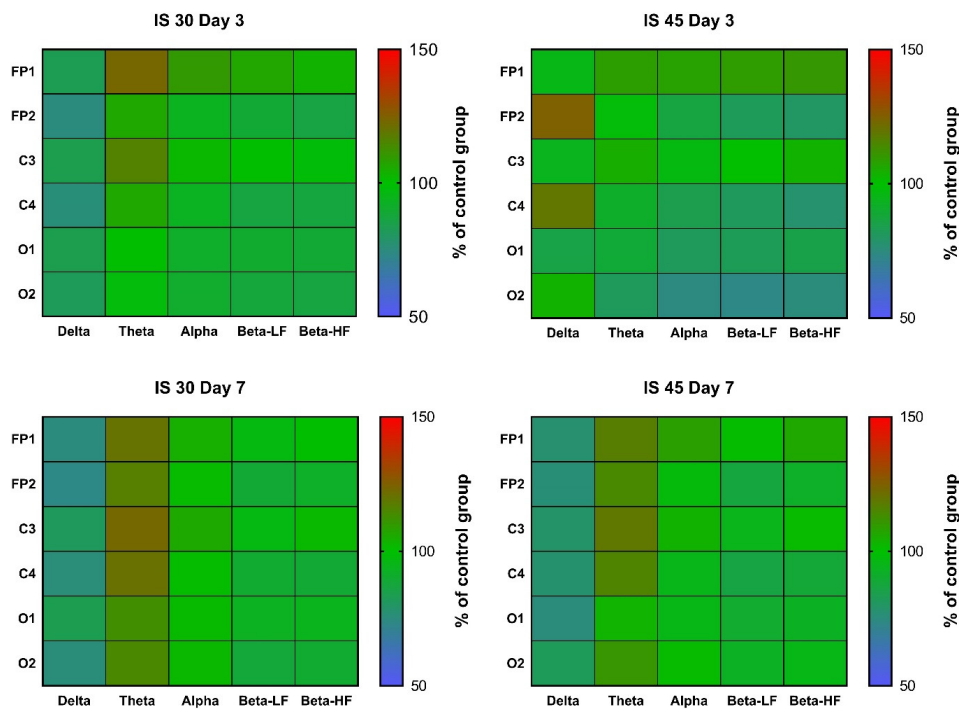 IS 30 Day 3
FP1
FP2
C3
C4
O1
O2
Delta Theta Alpha Beta-LF Beta-HF
150
100
50
% of control group
IS 45 Day 3
FP1
FP2
C3
C4
O1
O2
Delta Theta Alpha Beta-LF Beta-HF
150
100
50
% of control group
IS 30 Day 7
FP1
FP2
C3
C4
O1
O2
Delta Theta Alpha Beta-LF Beta-HF
150
100
50
% of control group
IS 45 Day 7
FP1
FP2
C3
C4
O1
O2
Delta Theta Alpha Beta-LF Beta-HF
150
100
50
% of control group